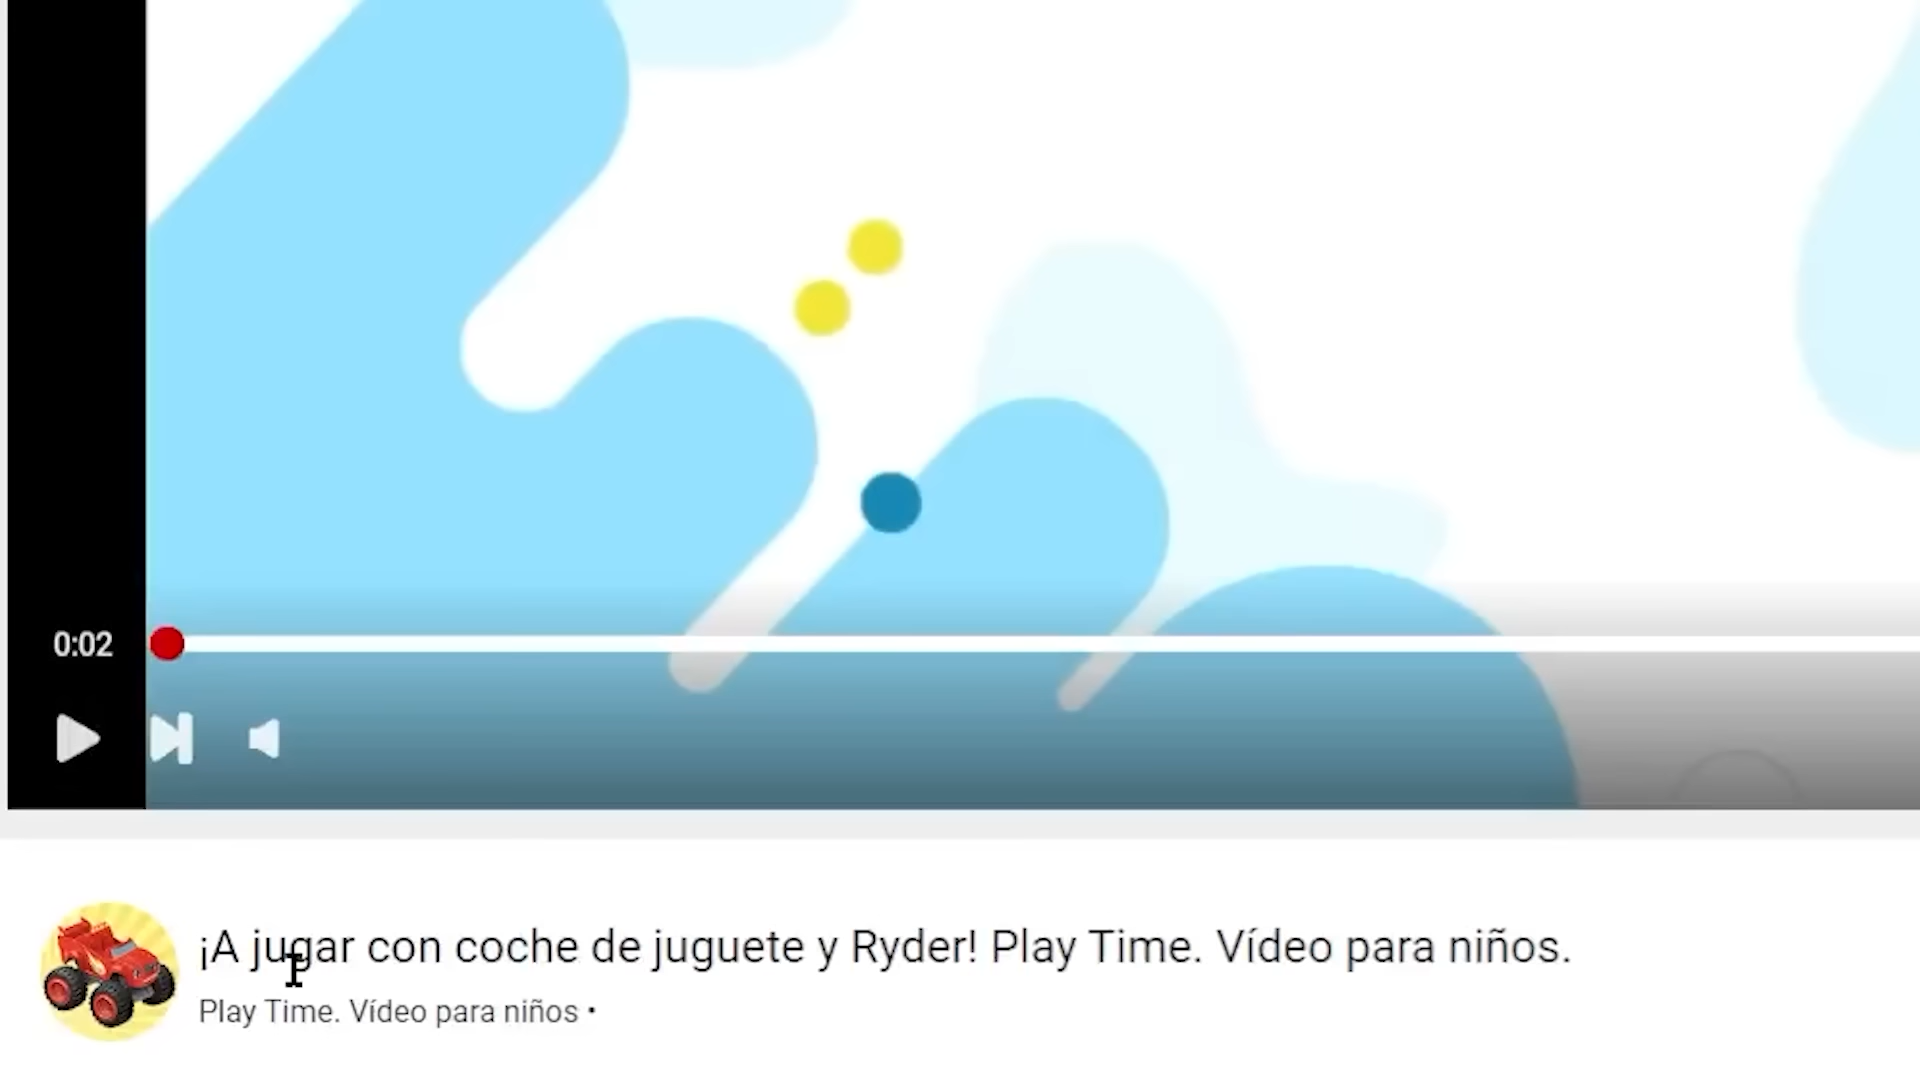 0:02
¡A jugar con coche de juguete y Ryder! Play Time. Vídeo para niños.
Play Time. Vídeo para niños •